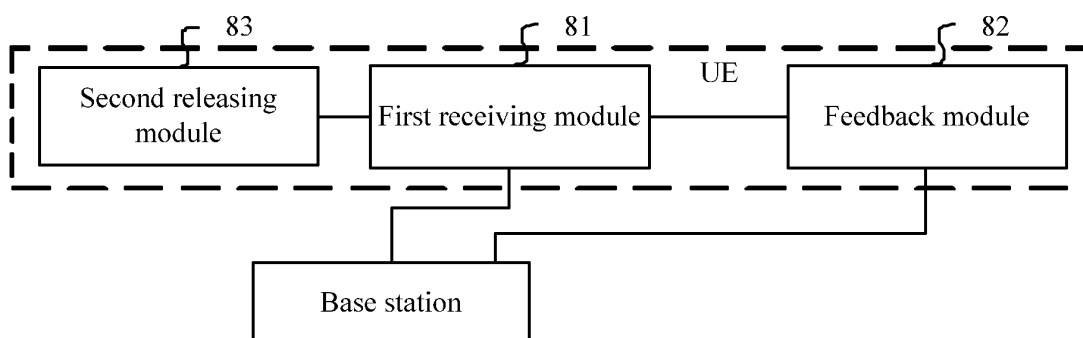 83
81
82
UE
Second releasing
module
First receiving module
Feedback module
Base station